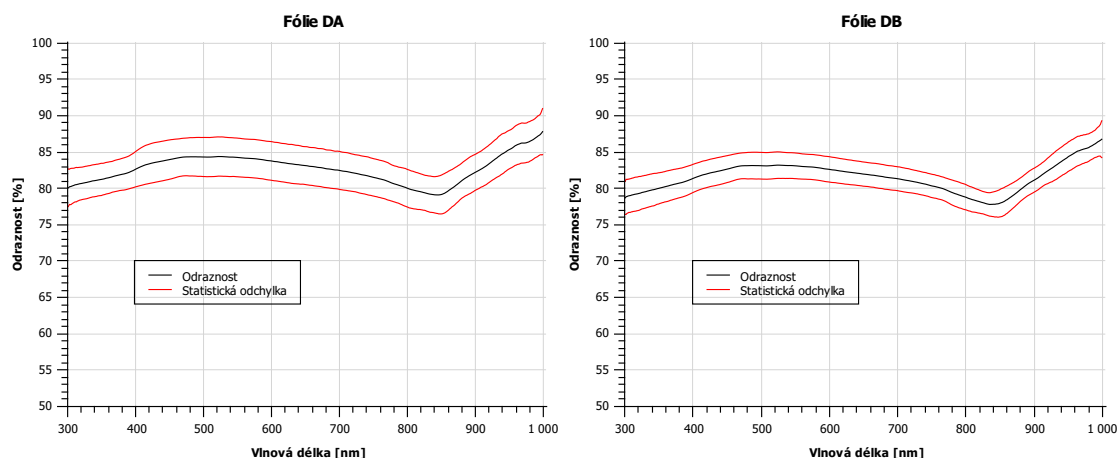 Fólie DA
100
95
90
85
80
75
70
65
60
55
50
Odraznost [%]
Odraznost
Statistická odchylka
300 400 500 600 700 800 900 1 000
Vlnová délka [nm]
Fólie DB
100
95
90
85
80
75
70
65
60
55
50
Odraznost [%]
Odraznost
Statistická odchylka
300 400 500 600 700 800 900 1 000
Vlnová délka [nm]